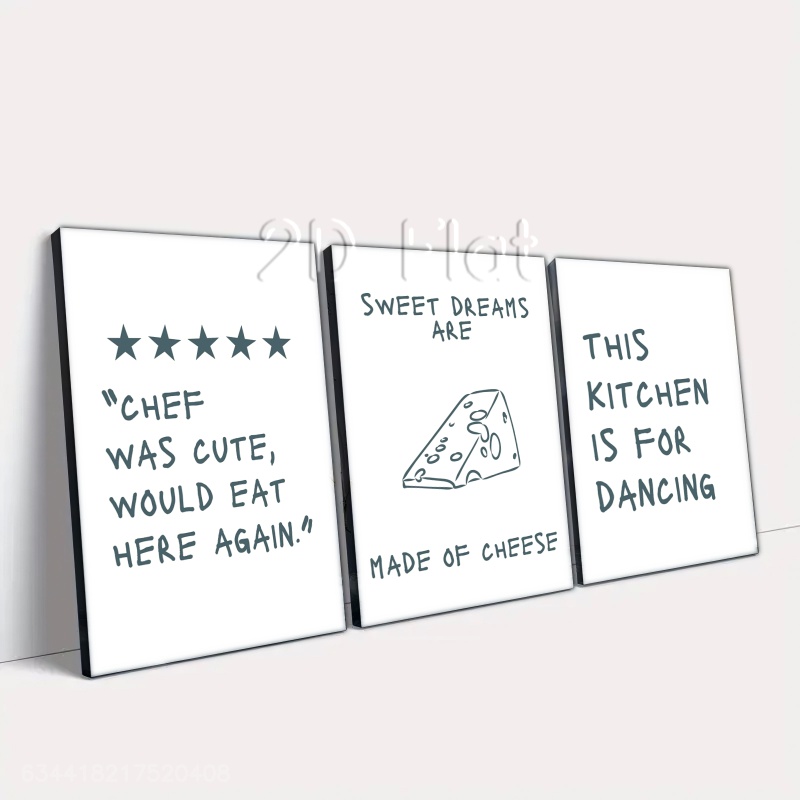 2D Flat
★★★★★
"CHEF
WAS CUTE,
WOULD EAT
HERE AGAIN."
SWEET DREAMS
ARE
MADE OF CHEESE
THIS
KITCHEN
IS FOR
DANCING
634418217520408